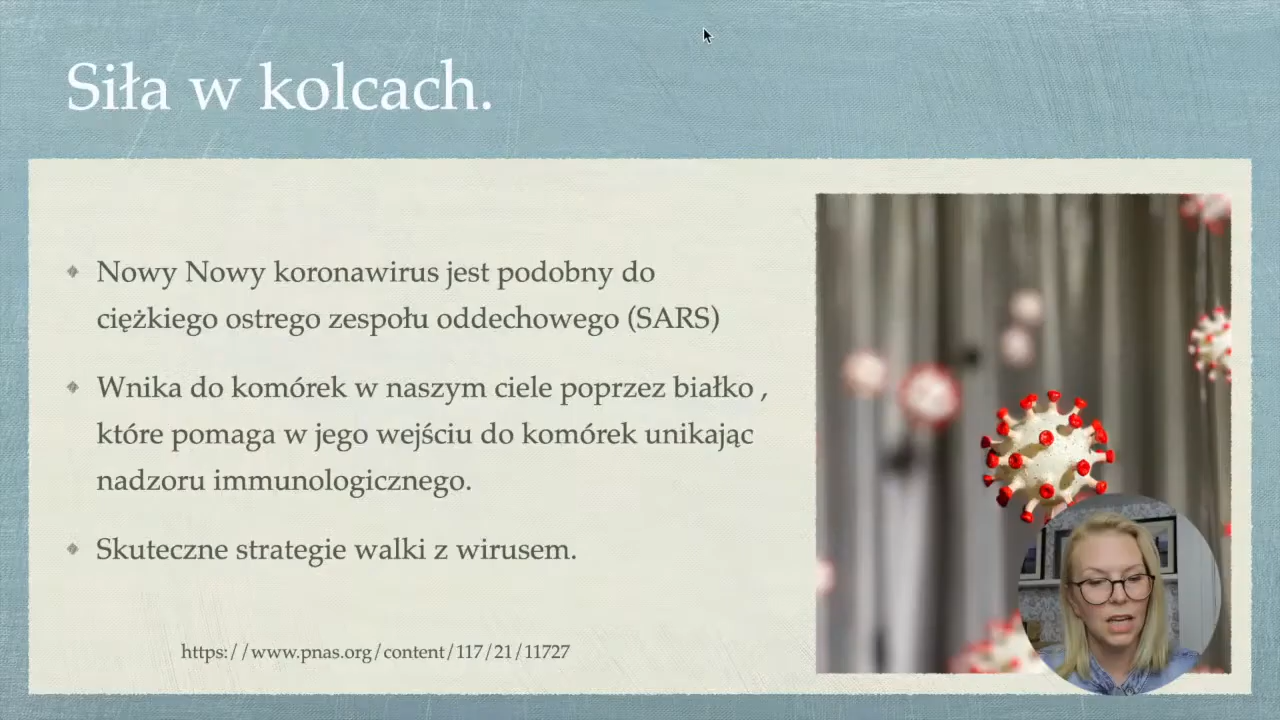 Siła w kolcach.
Nowy Nowy koronawirus jest podobny do
ciężkiego ostrego zespołu oddechowego (SARS)
Wnika do komórek w naszym ciele poprzez białko ,
które pomaga w jego wejściu do komórek unikając
nadzoru immunologicznego.
Skuteczne strategie walki z wirusem.
https://www.pnas.org/content/117/21/11727